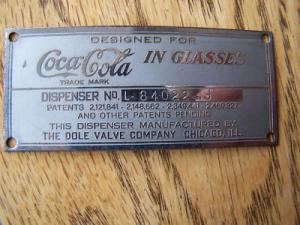 DESIGNED FOR
Coca-Cola IN GLASSES
TRADE MARK
DISPENSER NO. L-84022
PATENTS 2,121,841 - 2,148,662 -
AND OTHER PATENTS PENDING
THIS DISPENSER MANUFACTURED BY
THE DOLE VALVE COMPANY CHICAGO, ILL.